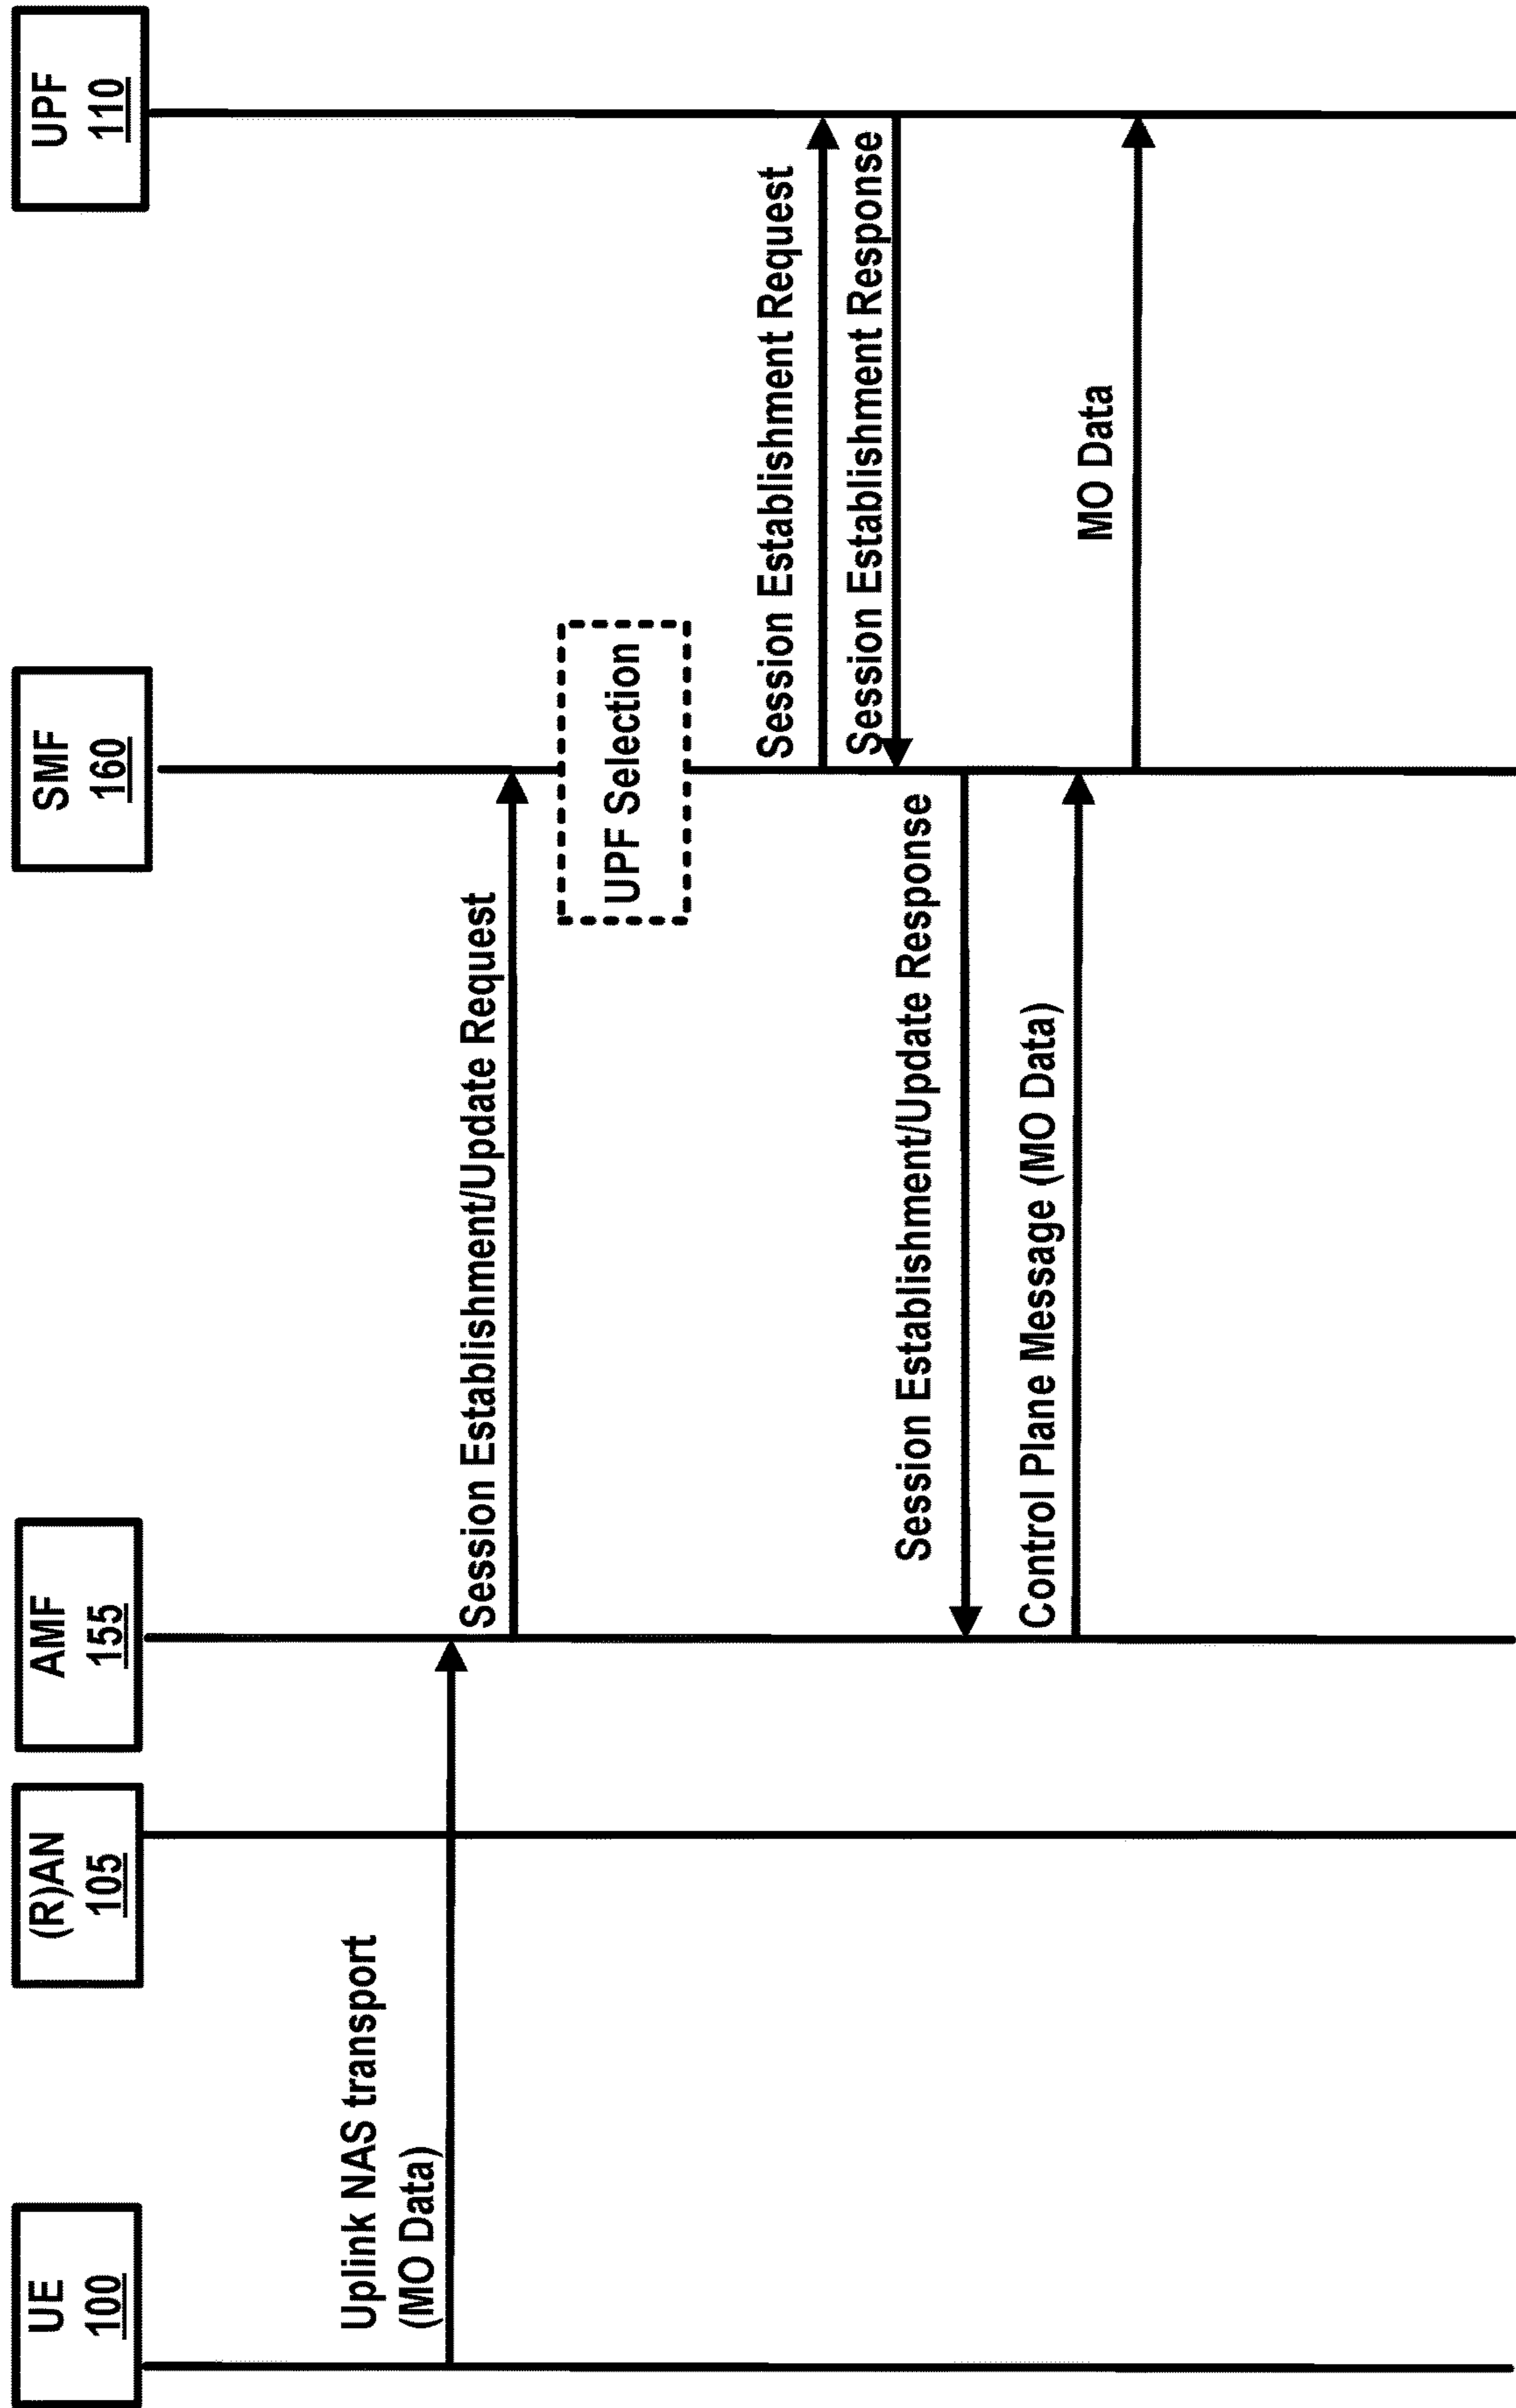 UE
100
(R)AN
105
AMF
155
SMF
160
UPF
110
Uplink NAS transport
(MO Data)
Session Establishment/Update Request
UPF Selection
Session Establishment Request
Session Establishment Response
Session Establishment/Update Response
Control Plane Message (MO Data)
MO Data